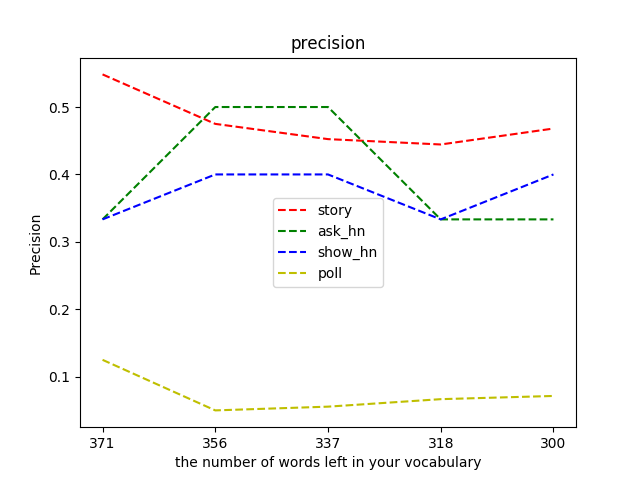 precision
Precision
0.5
0.4
0.3
0.2
0.1
story
ask_hn
show_hn
poll
371 356 337 318 300
the number of words left in your vocabulary